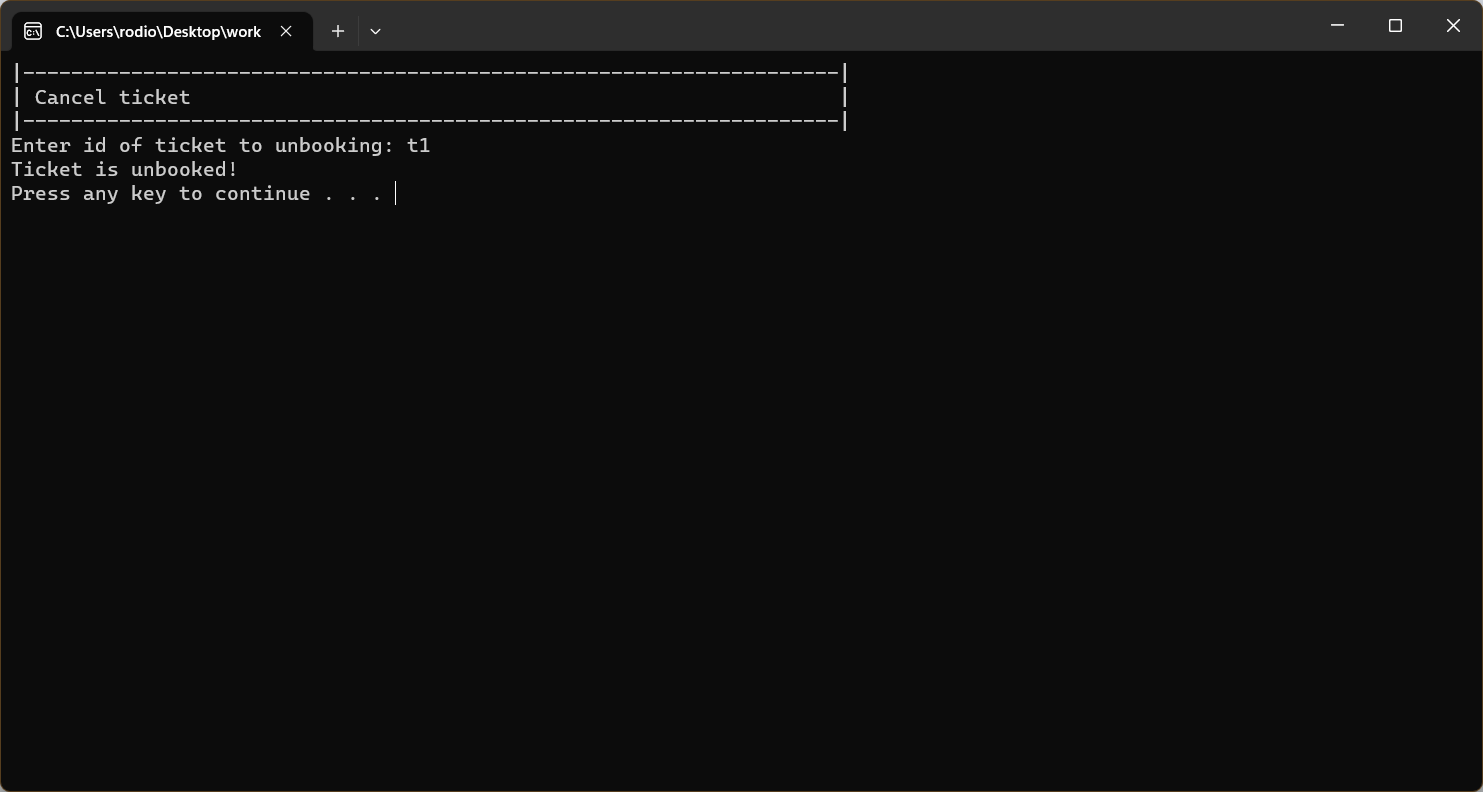 C:\Users\rodio\Desktop\work
|--------------------------------------------------------------------|
| Cancel ticket                                                      |
|--------------------------------------------------------------------|
Enter id of ticket to unbooking: t1
Ticket is unbooked!
Press any key to continue . . .